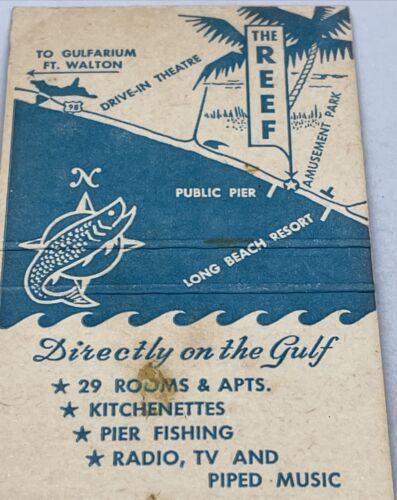 TO GULFARIUM
FT. WALTON
98
DRIVE-IN THEATRE
THE
REEF
AMUSEMENT PARK
PUBLIC PIER
LONG BEACH RESORT
N
Directly on the Gulf
★ 29 ROOMS & APTS.
★ KITCHENETTES
★ PIER FISHING
★ RADIO, TV AND
PIPED MUSIC